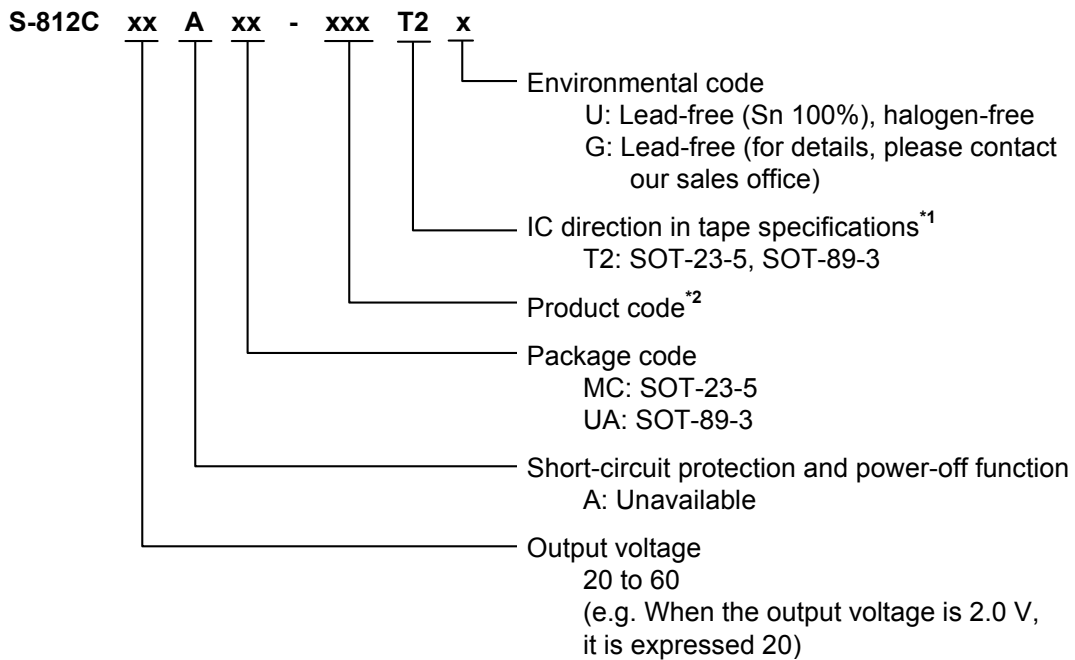 S-812C xx A xx - xxx T2 x
Environmental code
U: Lead-free (Sn 100%), halogen-free
G: Lead-free (for details, please contact
our sales office)
IC direction in tape specifications*1
T2: SOT-23-5, SOT-89-3
Product code*2
Package code
MC: SOT-23-5
UA: SOT-89-3
Short-circuit protection and power-off function
A: Unavailable
Output voltage
20 to 60
(e.g. When the output voltage is 2.0 V,
it is expressed 20)